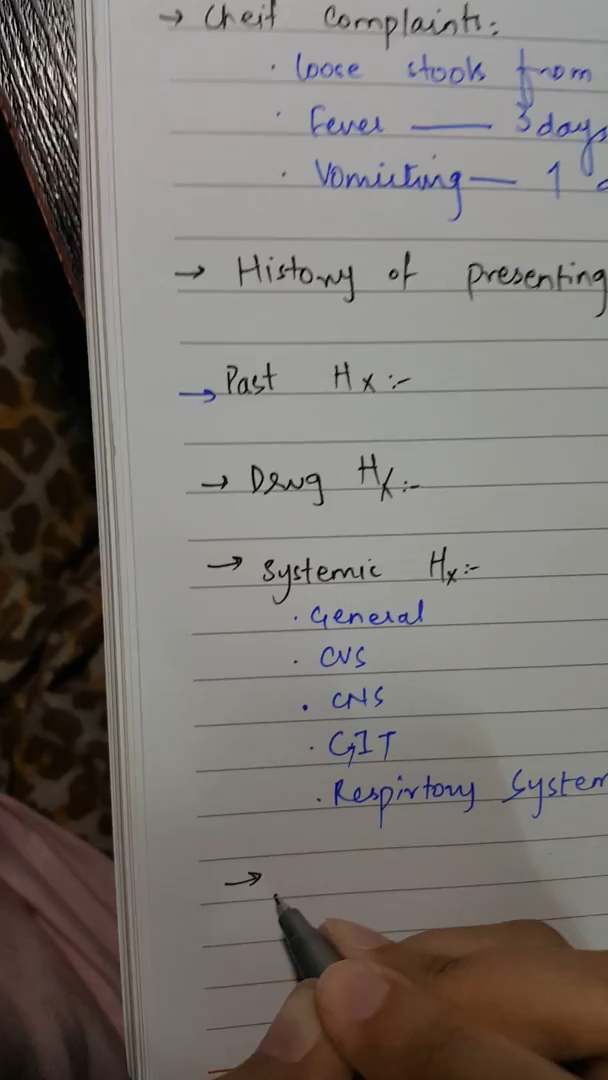 → Cheif Complaints:
· loose stools from
· Fever — 3 days
· Vomiting — 1
→ History of presenting
→ Past Hx:-
→ Drug Hx:-
→ Systemic Hx:-
· General
· CVS
· CNS
· GIT
· Respirtory System
→